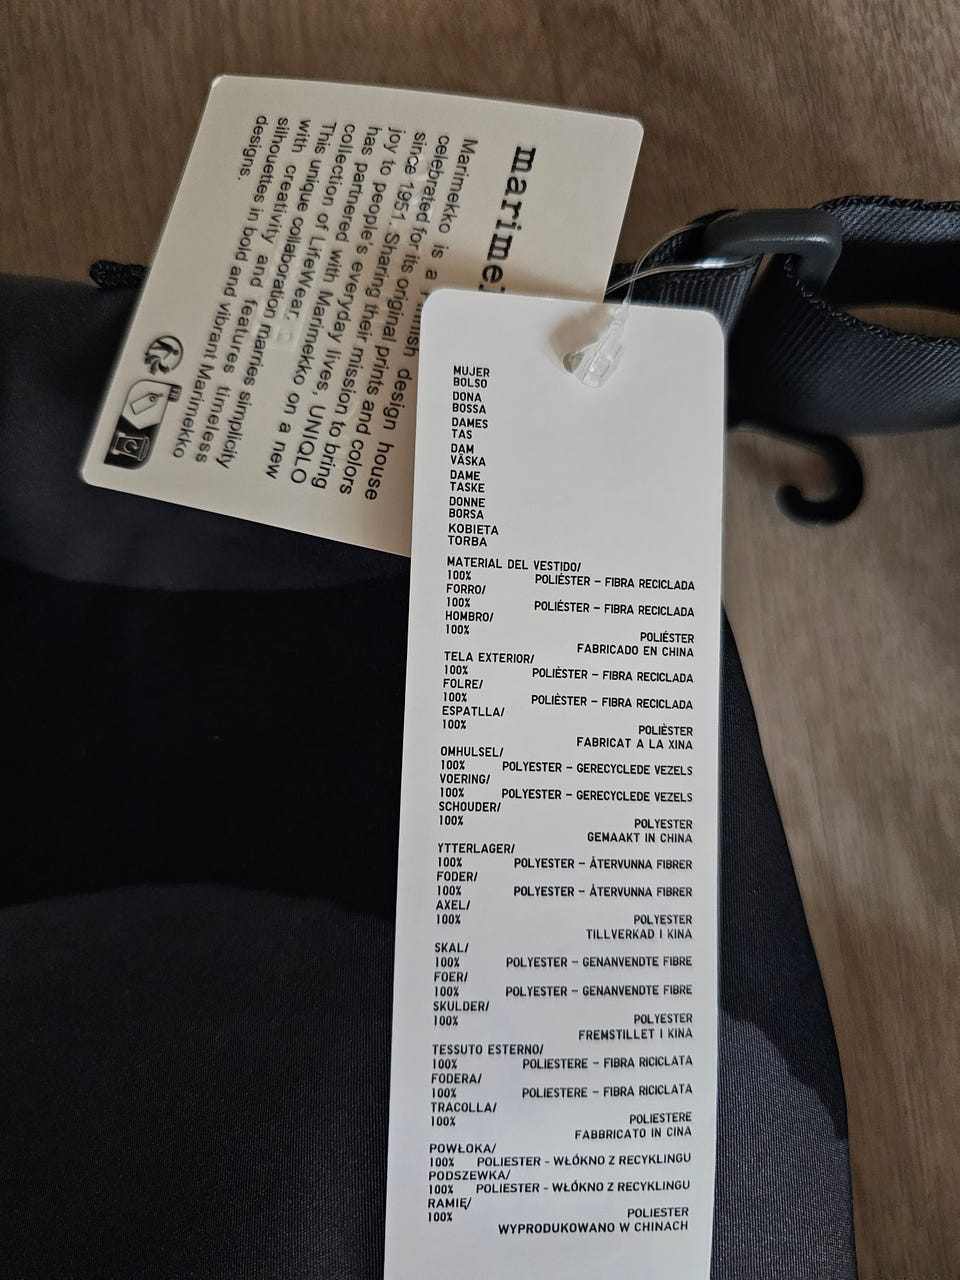 marime
Marimekko is a Finnish design house
celebrated for its original prints and colors
since 1951. Sharing their mission to bring
joy to people's everyday lives, UNIQLO
has partnered with Marimekko on a new
collection of LifeWear.
This unique collaboration marries simplicity
with creativity and features timeless
silhouettes in bold and vibrant Marimekko
designs.
FR
MUJER
BOLSO
DONA
BOSSA
DAMES
TAS
DAM
VÄSKA
DAME
TASKE
DONNE
BORSA
KOBIETA
TORBA
MATERIAL DEL VESTIDO/
100% POLIÉSTER – FIBRA RECICLADA
FORRO/
100% POLIÉSTER – FIBRA RECICLADA
HOMBRO/
100% POLIÉSTER
FABRICADO EN CHINA
TELA EXTERIOR/
100% POLIÈSTER – FIBRA RECICLADA
FOLRE/
100% POLIÈSTER – FIBRA RECICLADA
ESPATLLA/
100% POLIÈSTER
FABRICAT A LA XINA
OMHULSEL/
100% POLYESTER – GERECYCLEDE VEZELS
VOERING/
100% POLYESTER – GERECYCLEDE VEZELS
SCHOUDER/
100% POLYESTER
GEMAAKT IN CHINA
YTTERLAGER/
100% POLYESTER – ÅTERVUNNA FIBRER
FODER/
100% POLYESTER – ÅTERVUNNA FIBRER
AXEL/
100% POLYESTER
TILLVERKAD I KINA
SKAL/
100% POLYESTER – GENANVENDTE FIBRE
FOER/
100% POLYESTER – GENANVENDTE FIBRE
SKULDER/
100% POLYESTER
FREMSTILLET I KINA
TESSUTO ESTERNO/
100% POLIESTERE – FIBRA RICICLATA
FODERA/
100% POLIESTERE – FIBRA RICICLATA
TRACOLLA/
100% POLIESTERE
FABBRICATO IN CINA
POWŁOKA/
100% POLIESTER - WŁÓKNO Z RECYKLINGU
PODSZEWKA/
100% POLIESTER - WŁÓKNO Z RECYKLINGU
RAMIĘ/
100% POLIESTER
WYPRODUKOWANO W CHINACH